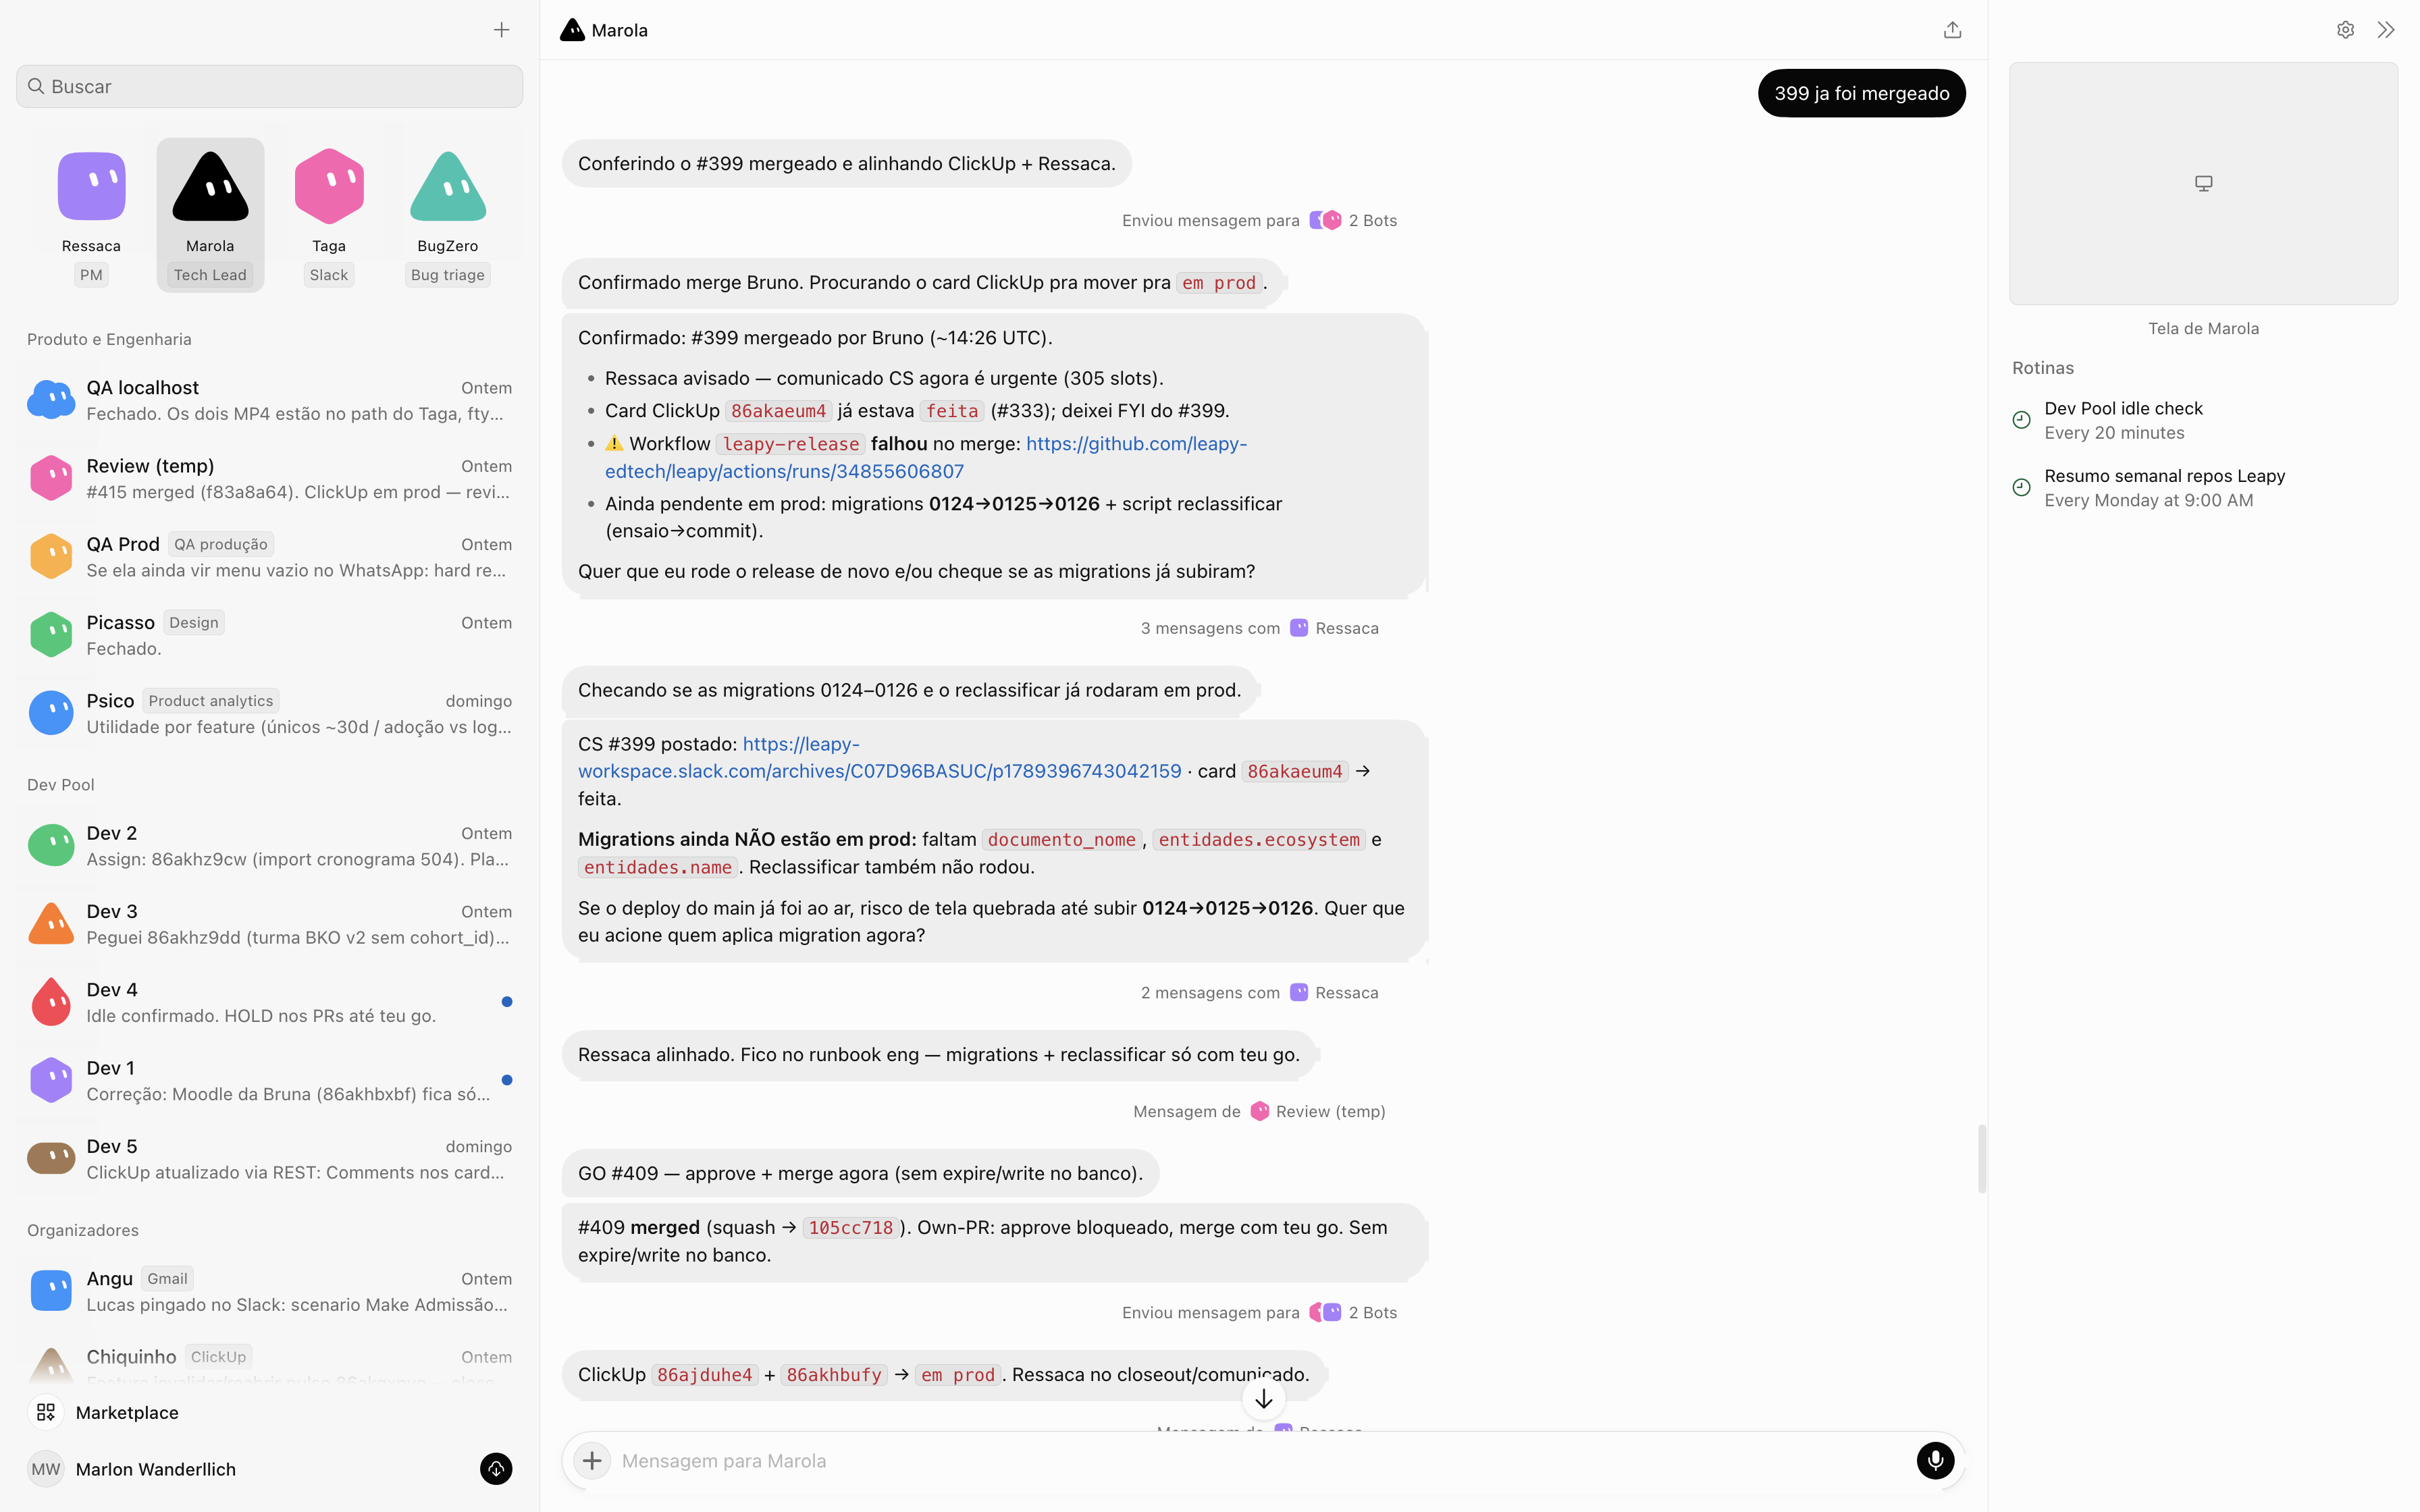 Buscar
Ressaca
PM
Marola
Tech Lead
Taga
Slack
BugZero
Bug triage
Produto e Engenharia
QA localhost
Ontem
Fechado. Os dois MP4 estão no path do Taga, fty...
Review (temp)
Ontem
#415 merged (f83a8a64). ClickUp em prod — revi...
QA Prod
QA produção
Ontem
Se ela ainda vir menu vazio no WhatsApp: hard re...
Picasso
Design
Ontem
Fechado.
Psico
Product analytics
domingo
Utilidade por feature (únicos ~30d / adoção vs log...
Dev Pool
Dev 2
Ontem
Assign: 86akhz9cw (import cronograma 504). Pla...
Dev 3
Ontem
Peguei 86akhz9dd (turma BKO v2 sem cohort_id)...
Dev 4
Idle confirmado. HOLD nos PRs até teu go.
Dev 1
Correção: Moodle da Bruna (86akhbxbf) fica só...
Dev 5
domingo
ClickUp atualizado via REST: Comments nos card...
Organizadores
Angu
Gmail
Ontem
Lucas pingado no Slack: scenario Make Admissão...
Chiquinho
ClickUp
Ontem
Marketplace
MW
Marlon Wanderllich
Marola
399 ja foi mergeado
Conferindo o #399 mergeado e alinhando ClickUp + Ressaca.
Enviou mensagem para 2 Bots
Confirmado merge Bruno. Procurando o card ClickUp pra mover pra em prod.
Confirmado: #399 mergeado por Bruno (~14:26 UTC).
• Ressaca avisado — comunicado CS agora é urgente (305 slots).
• Card ClickUp 86akaeum4 já estava feita (#333); deixei FYI do #399.
• ⚠️ Workflow leapy-release falhou no merge: https://github.com/leapy-
edtech/leapy/actions/runs/34855606807
• Ainda pendente em prod: migrations 0124→0125→0126 + script reclassificar
(ensaio→commit).
Quer que eu rode o release de novo e/ou cheque se as migrations já subiram?
3 mensagens com Ressaca
Checando se as migrations 0124–0126 e o reclassificar já rodaram em prod.
CS #399 postado: https://leapy-
workspace.slack.com/archives/C07D96BASUC/p1789396743042159 · card 86akaeum4 →
feita.
Migrations ainda NÃO estão em prod: faltam documento_nome, entidades.ecosystem e
entidades.name. Reclassificar também não rodou.
Se o deploy do main já foi ao ar, risco de tela quebrada até subir 0124→0125→0126. Quer que
eu acione quem aplica migration agora?
2 mensagens com Ressaca
Ressaca alinhado. Fico no runbook eng — migrations + reclassificar só com teu go.
Mensagem de Review (temp)
GO #409 — approve + merge agora (sem expire/write no banco).
#409 merged (squash → 105cc718). Own-PR: approve bloqueado, merge com teu go. Sem
expire/write no banco.
Enviou mensagem para 2 Bots
ClickUp 86ajduhe4 + 86akhbufy → em prod. Ressaca no closeout/comunicado.
Mensagem de Ressaca
Mensagem para Marola
Tela de Marola
Rotinas
Dev Pool idle check
Every 20 minutes
Resumo semanal repos Leapy
Every Monday at 9:00 AM